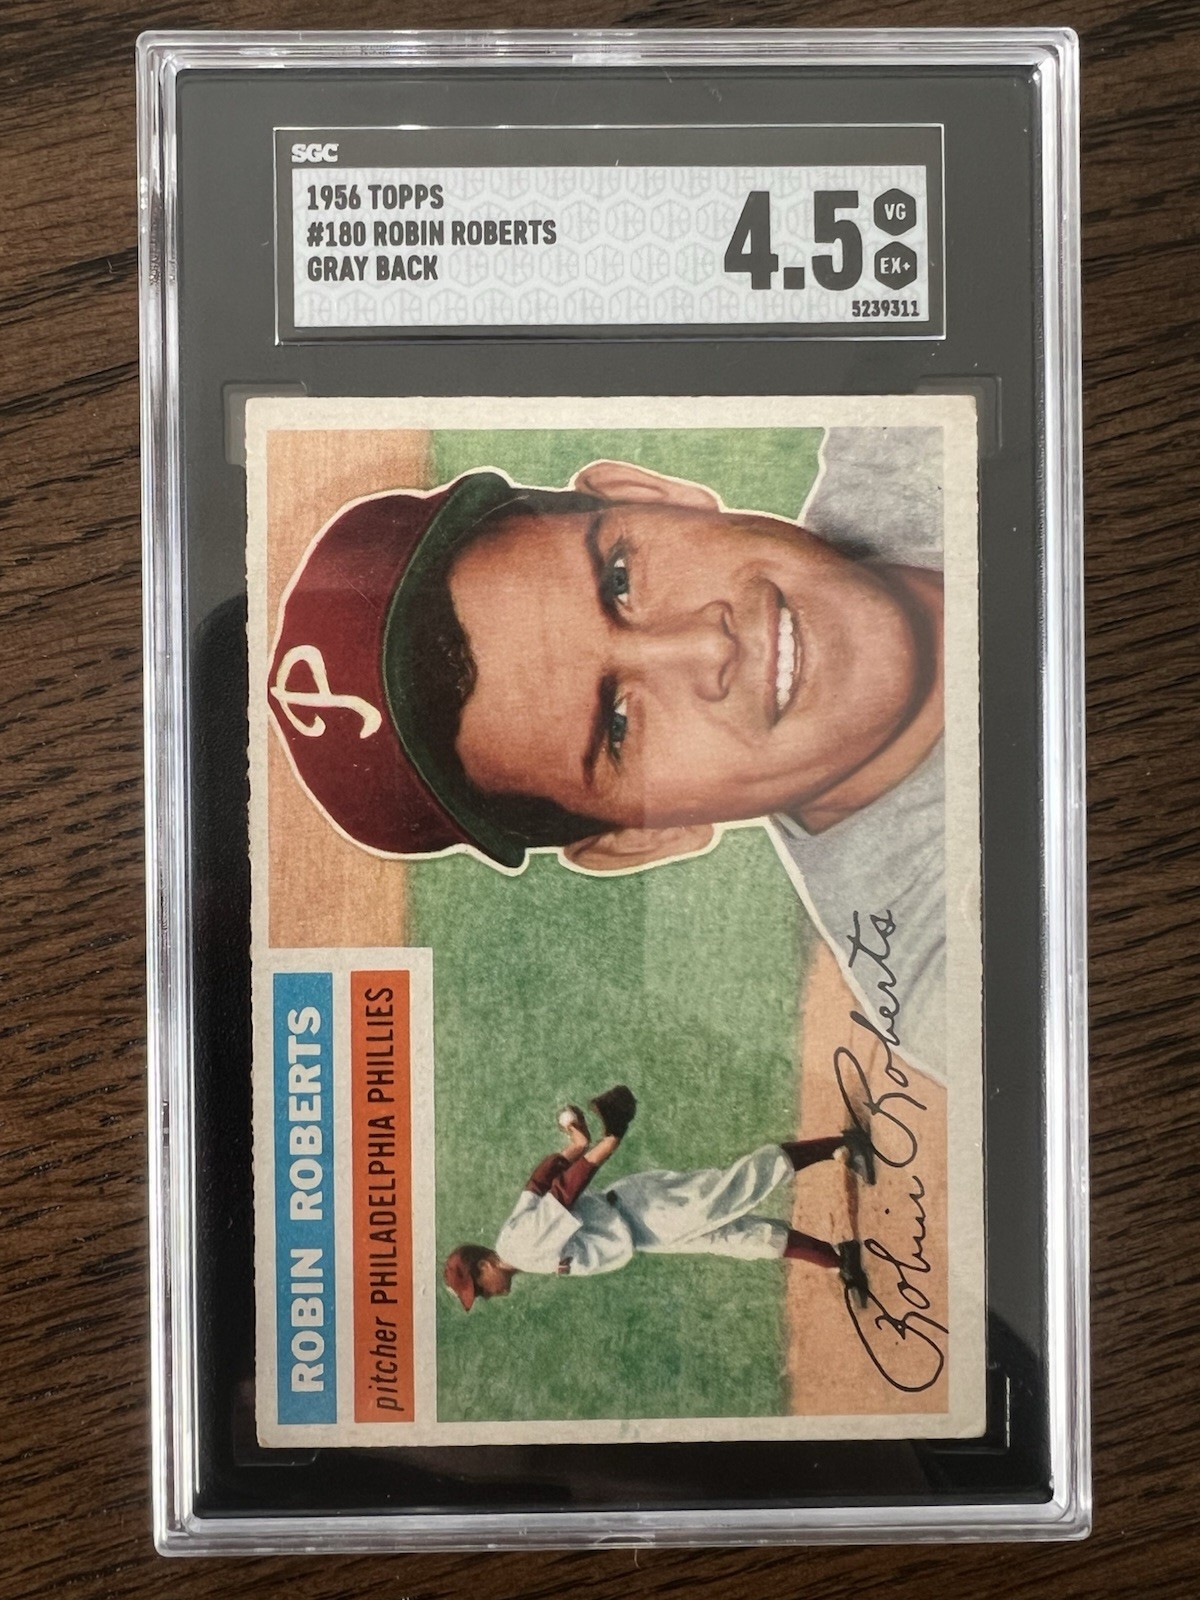 SGC
1956 TOPPS
#180 ROBIN ROBERTS
GRAY BACK
4.5
VG
EX+
5239311
P
ROBIN ROBERTS
pitcher PHILADELPHIA PHILLIES
Robin Roberts